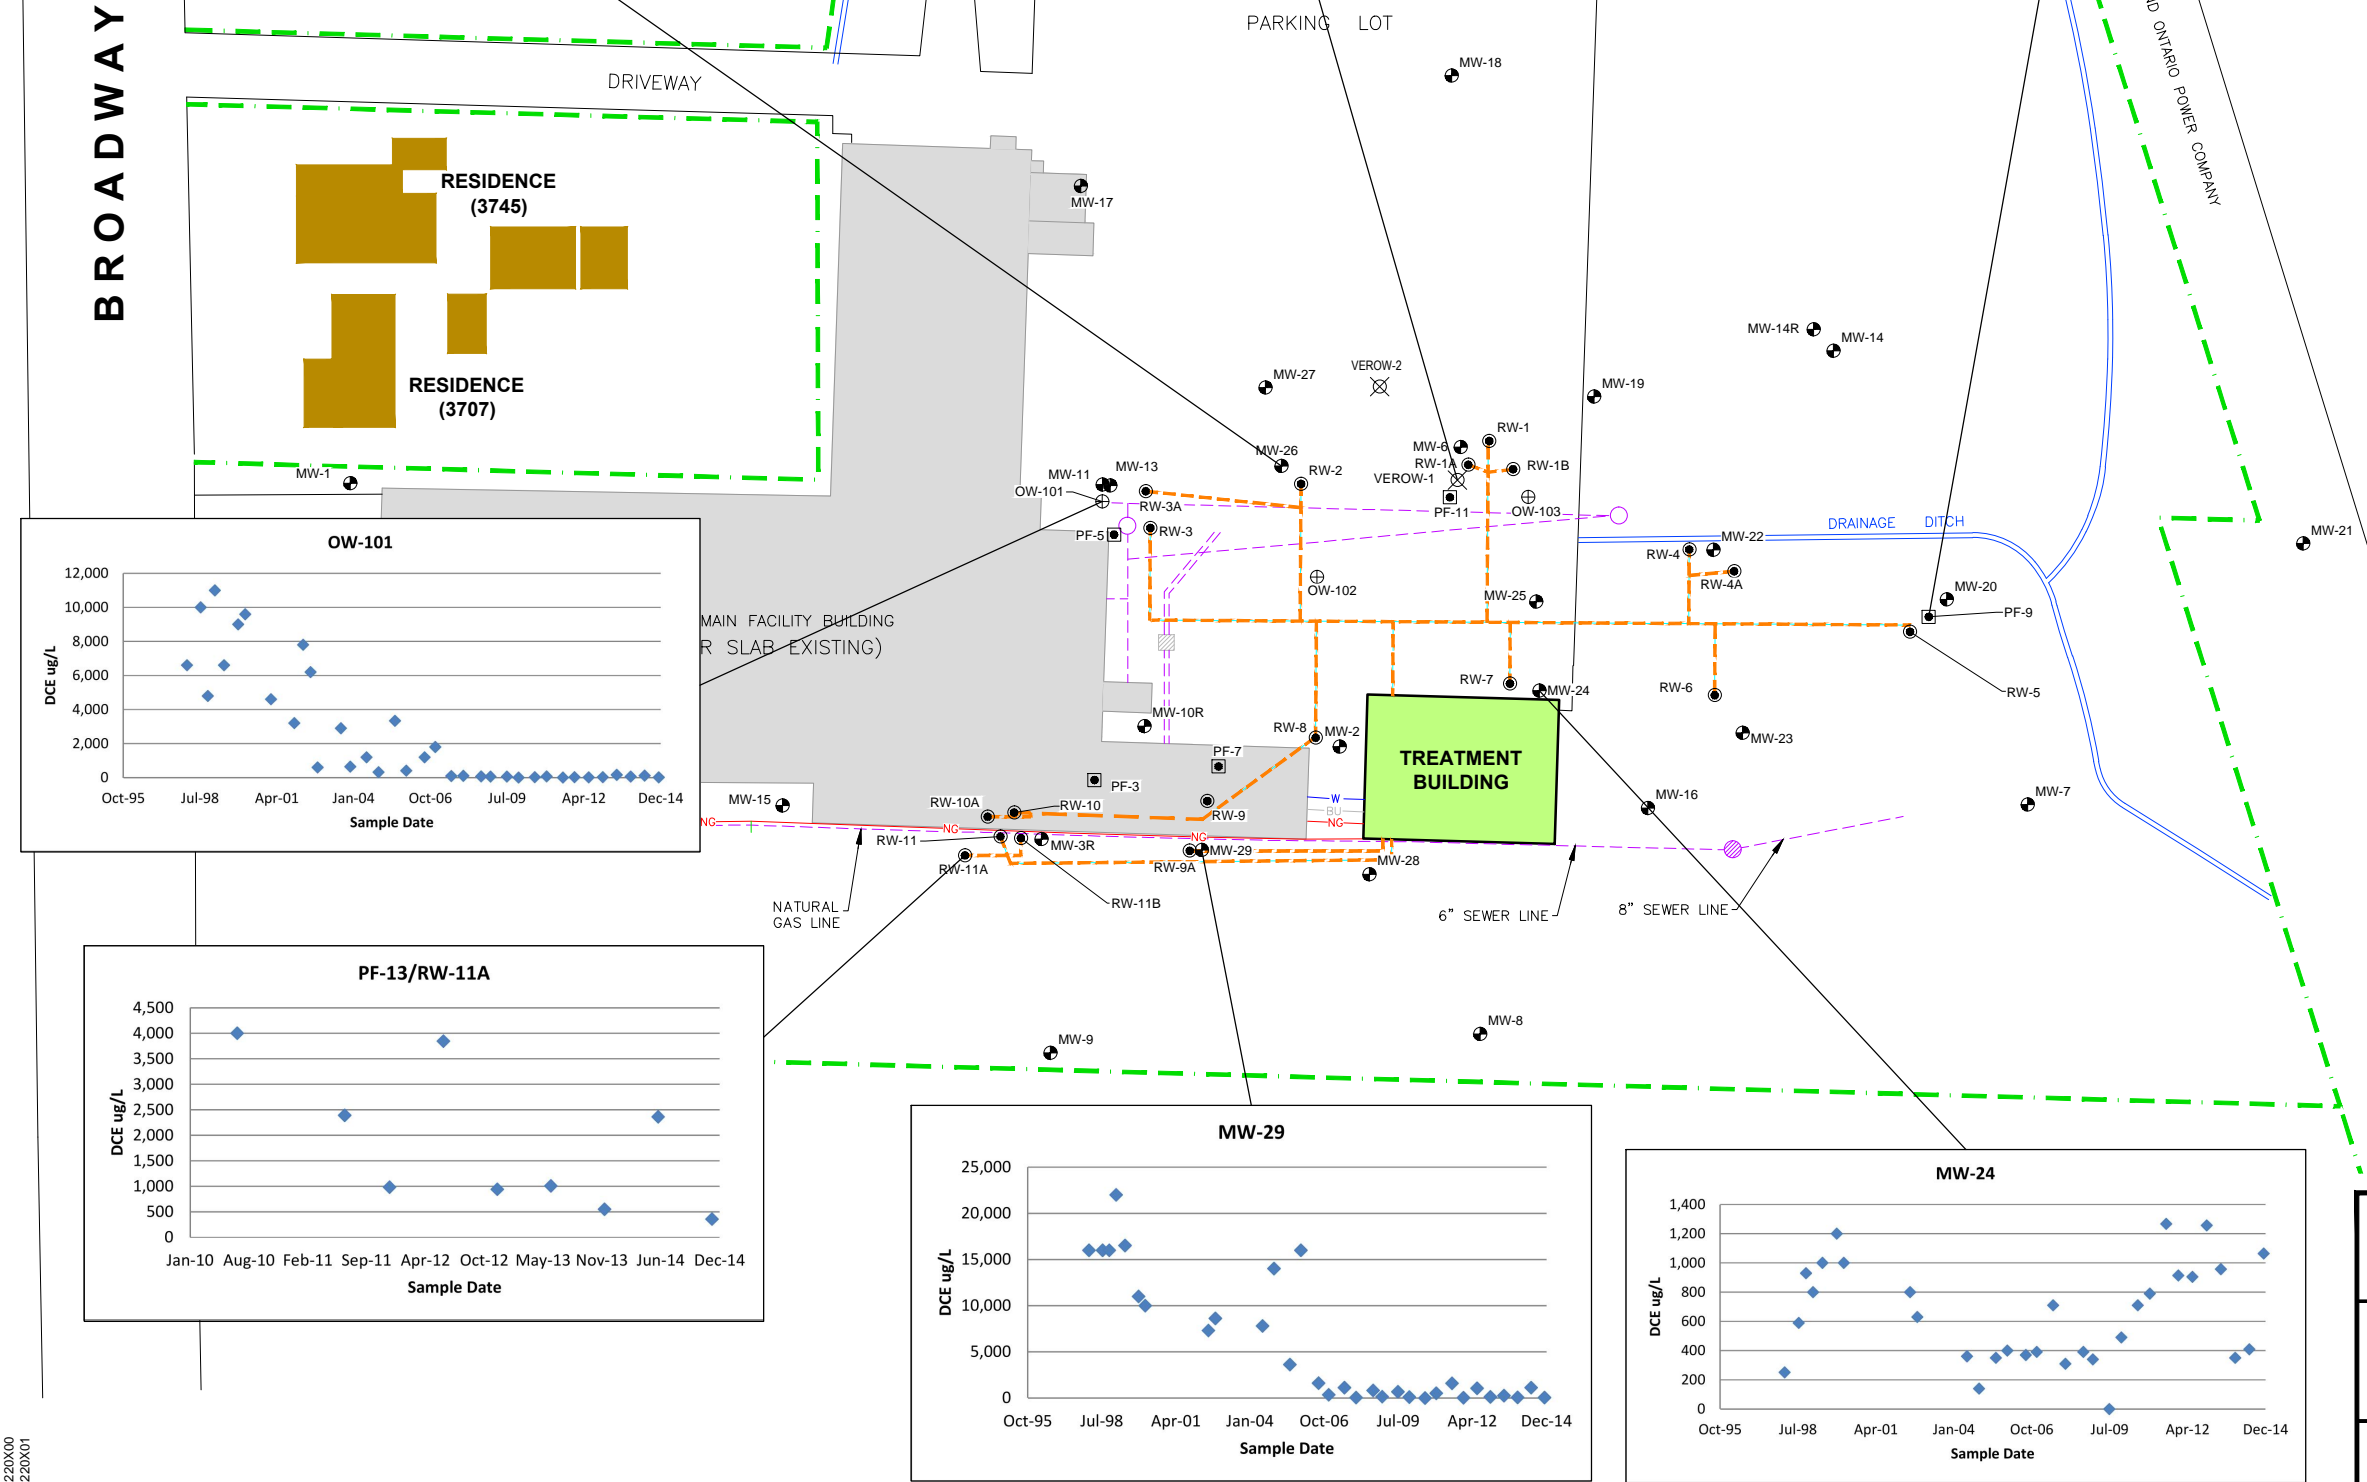 BROADWAY
PARKING LOT
DRIVEWAY
ONTARIO POWER COMPANY
MW-18
RESIDENCE
(3745)
MW-17
RESIDENCE
(3707)
MW-14R
MW-14
VEROW-2
MW-27
MW-19
RW-1
MW-6
MW-26
RW-1A
RW-1B
RW-2
MW-1
MW-11
MW-13
OW-101
VEROW-1
RW-3A
PF-11
OW-103
DRAINAGE DITCH
MW-21
PF-5
RW-3
MW-22
RW-4
RW-4A
OW-102
MW-25
MW-20
PF-9
MAIN FACILITY BUILDING
R SLAB EXISTING)
RW-7
MW-24
RW-6
RW-5
MW-10R
RW-8
MW-2
MW-23
PF-7
TREATMENT
BUILDING
PF-3
MW-15
RW-10A
RW-10
RW-9
W
BU
NG
MW-16
MW-7
NG
NG
NG
RW-11
MW-3R
MW-29
RW-9A
MW-28
RW-11A
RW-11B
NATURAL
GAS LINE
6" SEWER LINE
8" SEWER LINE
MW-9
MW-8
OW-101
12,000
10,000
8,000
6,000
4,000
2,000
0
DCE ug/L
Oct-95 Jul-98 Apr-01 Jan-04 Oct-06 Jul-09 Apr-12 Dec-14
Sample Date
PF-13/RW-11A
4,500
4,000
3,500
3,000
2,500
2,000
1,500
1,000
500
0
DCE ug/L
Jan-10 Aug-10 Feb-11 Sep-11 Apr-12 Oct-12 May-13 Nov-13 Jun-14 Dec-14
Sample Date
MW-29
25,000
20,000
15,000
10,000
5,000
0
DCE ug/L
Oct-95 Jul-98 Apr-01 Jan-04 Oct-06 Jul-09 Apr-12 Dec-14
Sample Date
MW-24
1,400
1,200
1,000
800
600
400
200
0
DCE ug/L
Oct-95 Jul-98 Apr-01 Jan-04 Oct-06 Jul-09 Apr-12 Dec-14
Sample Date
220X00
220X01